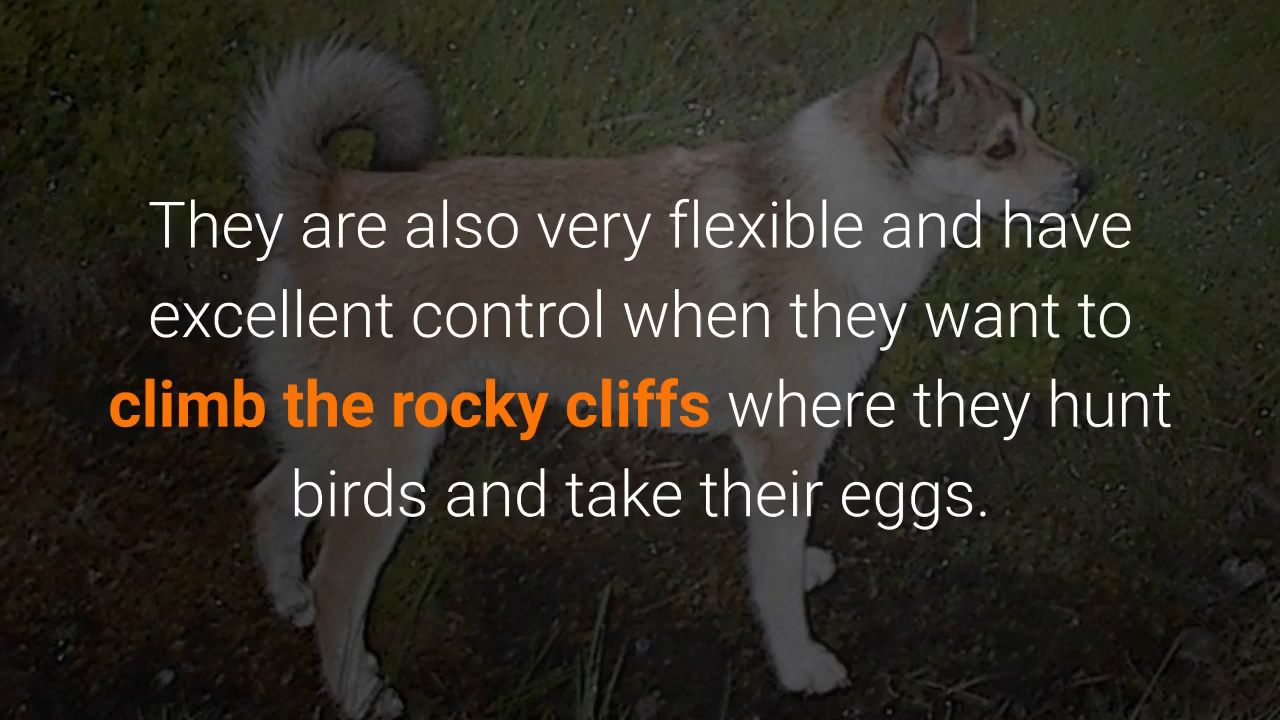 They are also very flexible and have
excellent control when they want to
climb the rocky cliffs where they hunt
birds and take their eggs.